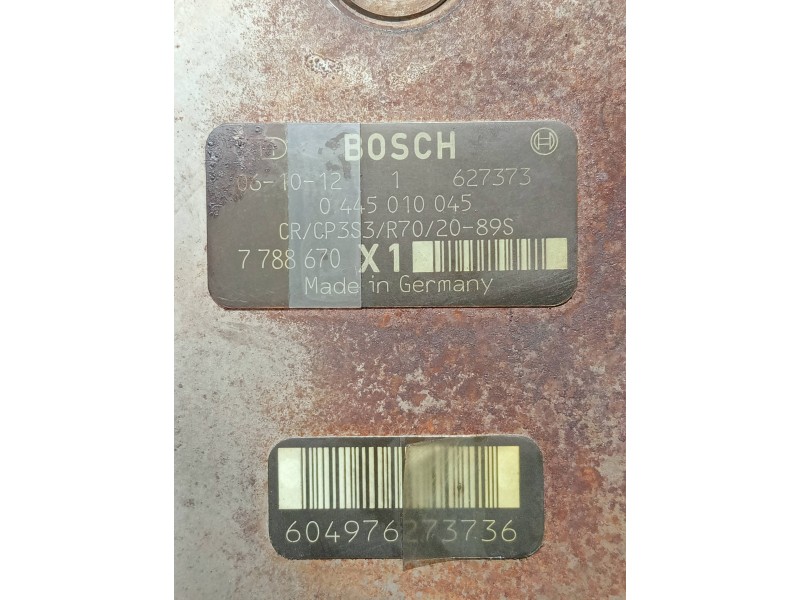 D BOSCH
06-10-12 1 627373
0 445 010 045
CR/CP3S3/R70/20-89S
7 788 670 X1
Made in Germany
604976273736